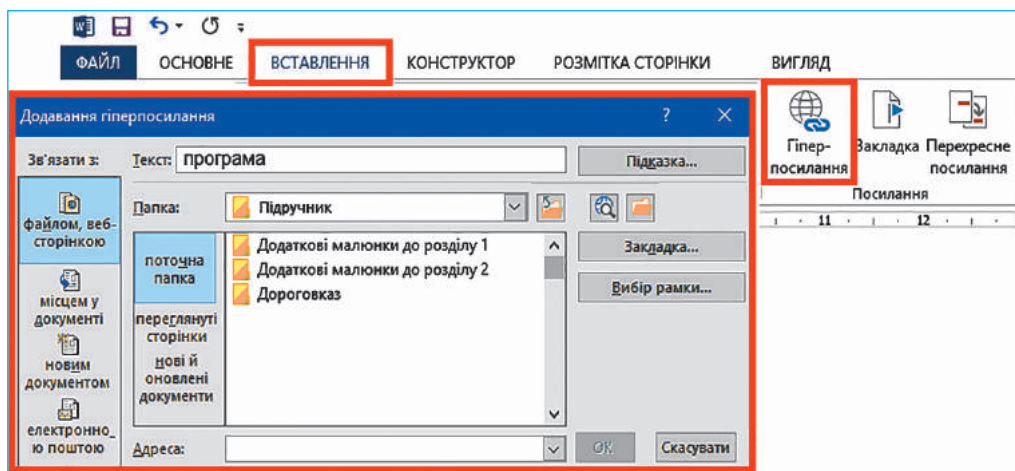 ФАЙЛ ОСНОВНЕ ВСТАВЛЕННЯ КОНСТРУКТОР РОЗМІТКА СТОРІНКИ ВИГЛЯД
Додавання гіперпосилання ? ×
Зв'язати з:
Текст: програма
Підказка...
файлом, веб-
сторінкою
місцем у
документі
новим
документом
електронно_
ю поштою
Папка: Підручник
поточна
папка
переглянуті
сторінки
нові й
оновлені
документи
Додаткові малюнки до розділу 1
Додаткові малюнки до розділу 2
Дороговказ
Закладка...
Вибір рамки...
Адреса:
ОК
Скасувати
Гіпер-
посилання
Закладка
Перехресне
посилання
Посилання
11 12